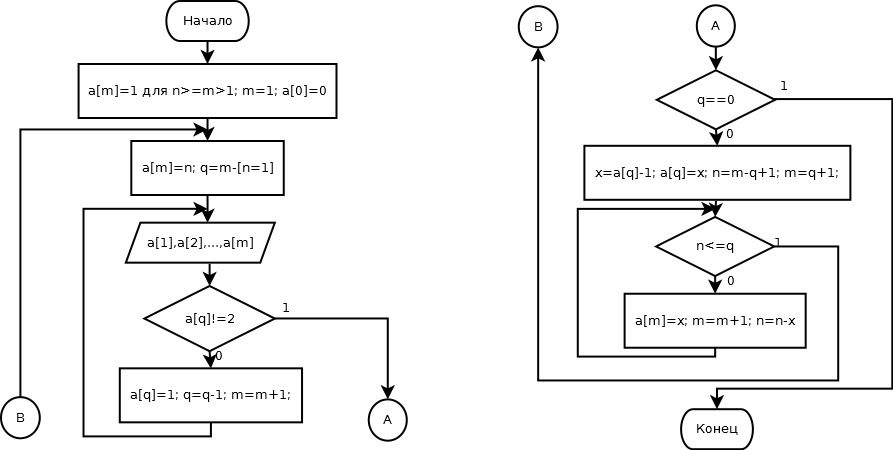 Начало
a[m]=1 для n>=m>1; m=1; a[0]=0
a[m]=n; q=m-[n=1]
a[1],a[2],...,a[m]
a[q]!=2
1
0
a[q]=1; q=q-1; m=m+1;
B
A
B
A
q==0
1
0
x=a[q]-1; a[q]=x; n=m-q+1; m=q+1;
n<=q
1
0
a[m]=x; m=m+1; n=n-x
Конец